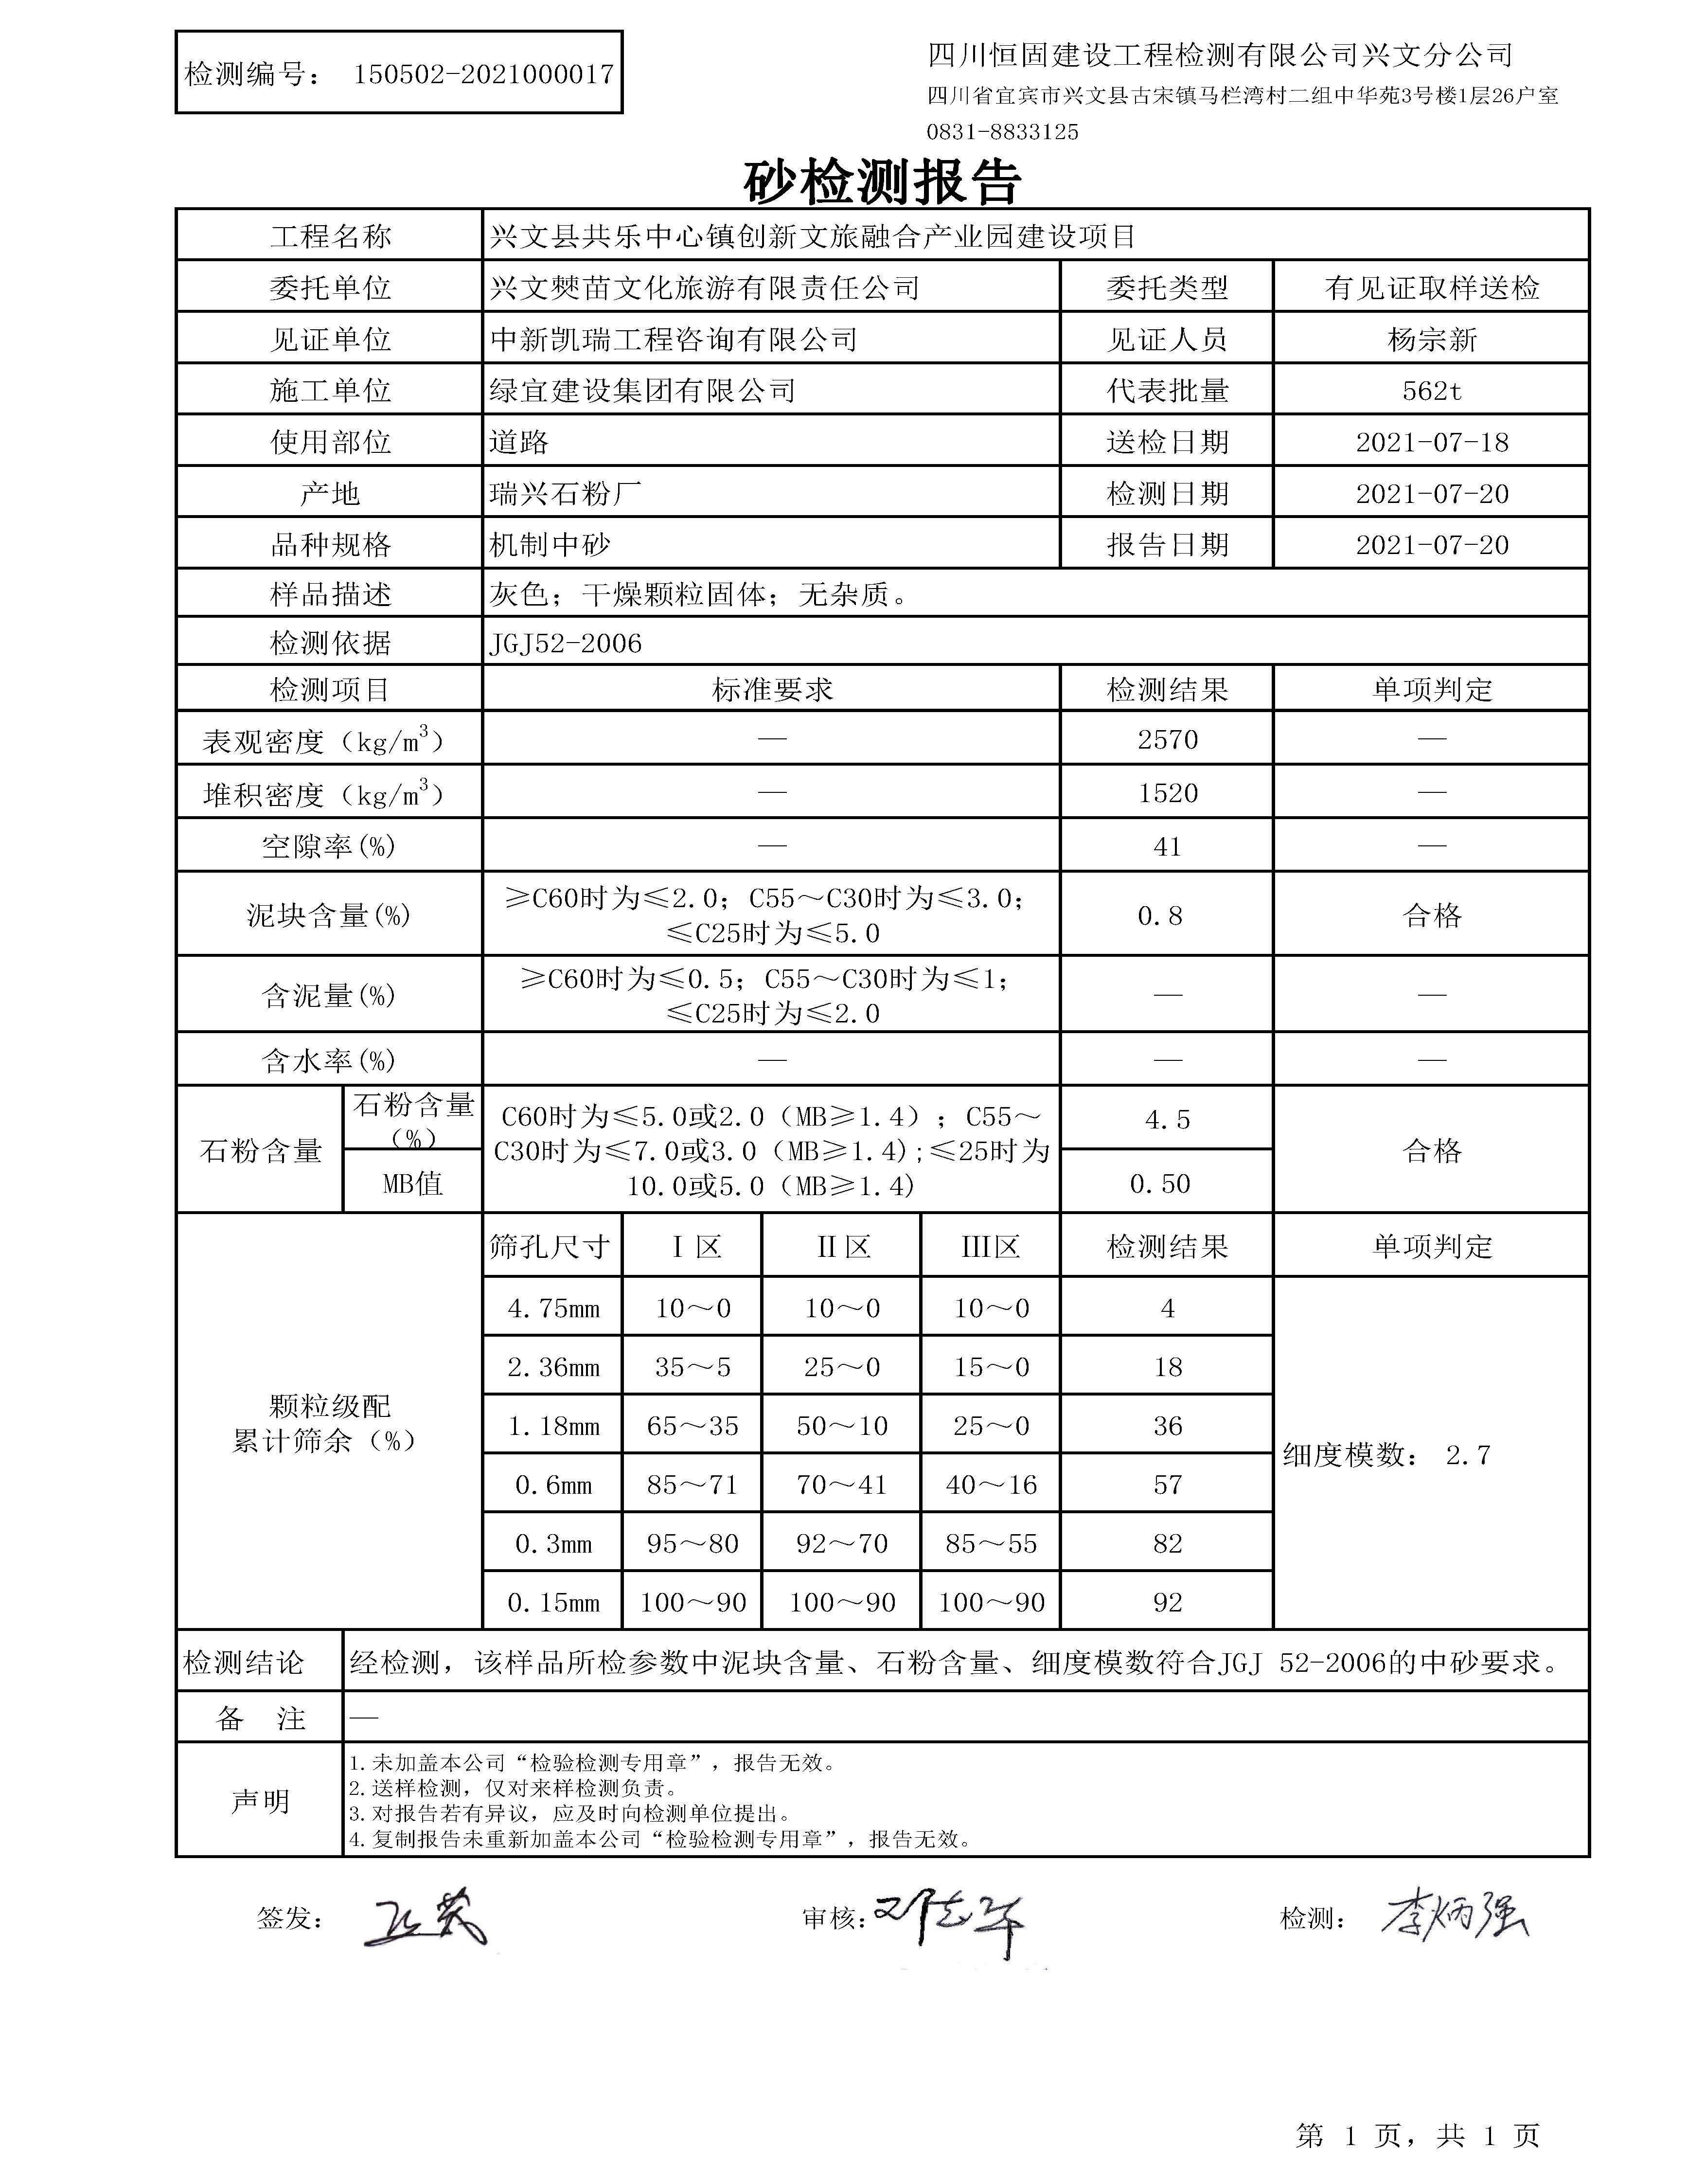 检测编号： 150502-2021000017
四川恒固建设工程检测有限公司兴文分公司
四川省宜宾市兴文县古宋镇马栏湾村二组中华苑3号楼1层26户室
0831-8833125
砂检测报告
工程名称 兴文县共乐中心镇创新文旅融合产业园建设项目
委托单位 兴文僰苗文化旅游有限责任公司 委托类型 有见证取样送检
见证单位 中新凯瑞工程咨询有限公司 见证人员 杨宗新
施工单位 绿宜建设集团有限公司 代表批量 562t
使用部位 道路 送检日期 2021-07-18
产地 瑞兴石粉厂 检测日期 2021-07-20
品种规格 机制中砂 报告日期 2021-07-20
样品描述 灰色；干燥颗粒固体；无杂质。
检测依据 JGJ52-2006
检测项目 标准要求 检测结果 单项判定
表观密度（kg/m³） — 2570 —
堆积密度（kg/m³） — 1520 —
空隙率(%) — 41 —
泥块含量(%) ≥C60时为≤2.0；C55～C30时为≤3.0；
≤C25时为≤5.0 0.8 合格
含泥量(%) ≥C60时为≤0.5；C55～C30时为≤1；
≤C25时为≤2.0 — —
含水率(%) — — —
石粉含量 石粉含量
（%） C60时为≤5.0或2.0（MB≥1.4）；C55～
C30时为≤7.0或3.0（MB≥1.4);≤25时为
10.0或5.0（MB≥1.4) 4.5 合格
MB值 0.50
颗粒级配
累计筛余（%）
筛孔尺寸 Ⅰ区 Ⅱ区 Ⅲ区 检测结果 单项判定
4.75mm 10～0 10～0 10～0 4
2.36mm 35～5 25～0 15～0 18
1.18mm 65～35 50～10 25～0 36
细度模数： 2.7
0.6mm 85～71 70～41 40～16 57
0.3mm 95～80 92～70 85～55 82
0.15mm 100～90 100～90 100～90 92
检测结论 经检测，该样品所检参数中泥块含量、石粉含量、细度模数符合JGJ 52-2006的中砂要求。
备 注 —
声明
1.未加盖本公司“检验检测专用章”，报告无效。
2.送样检测，仅对来样检测负责。
3.对报告若有异议，应及时向检测单位提出。
4.复制报告未重新加盖本公司“检验检测专用章”，报告无效。
签发： 审核： 检测： 李炳强
第 1 页，共 1 页